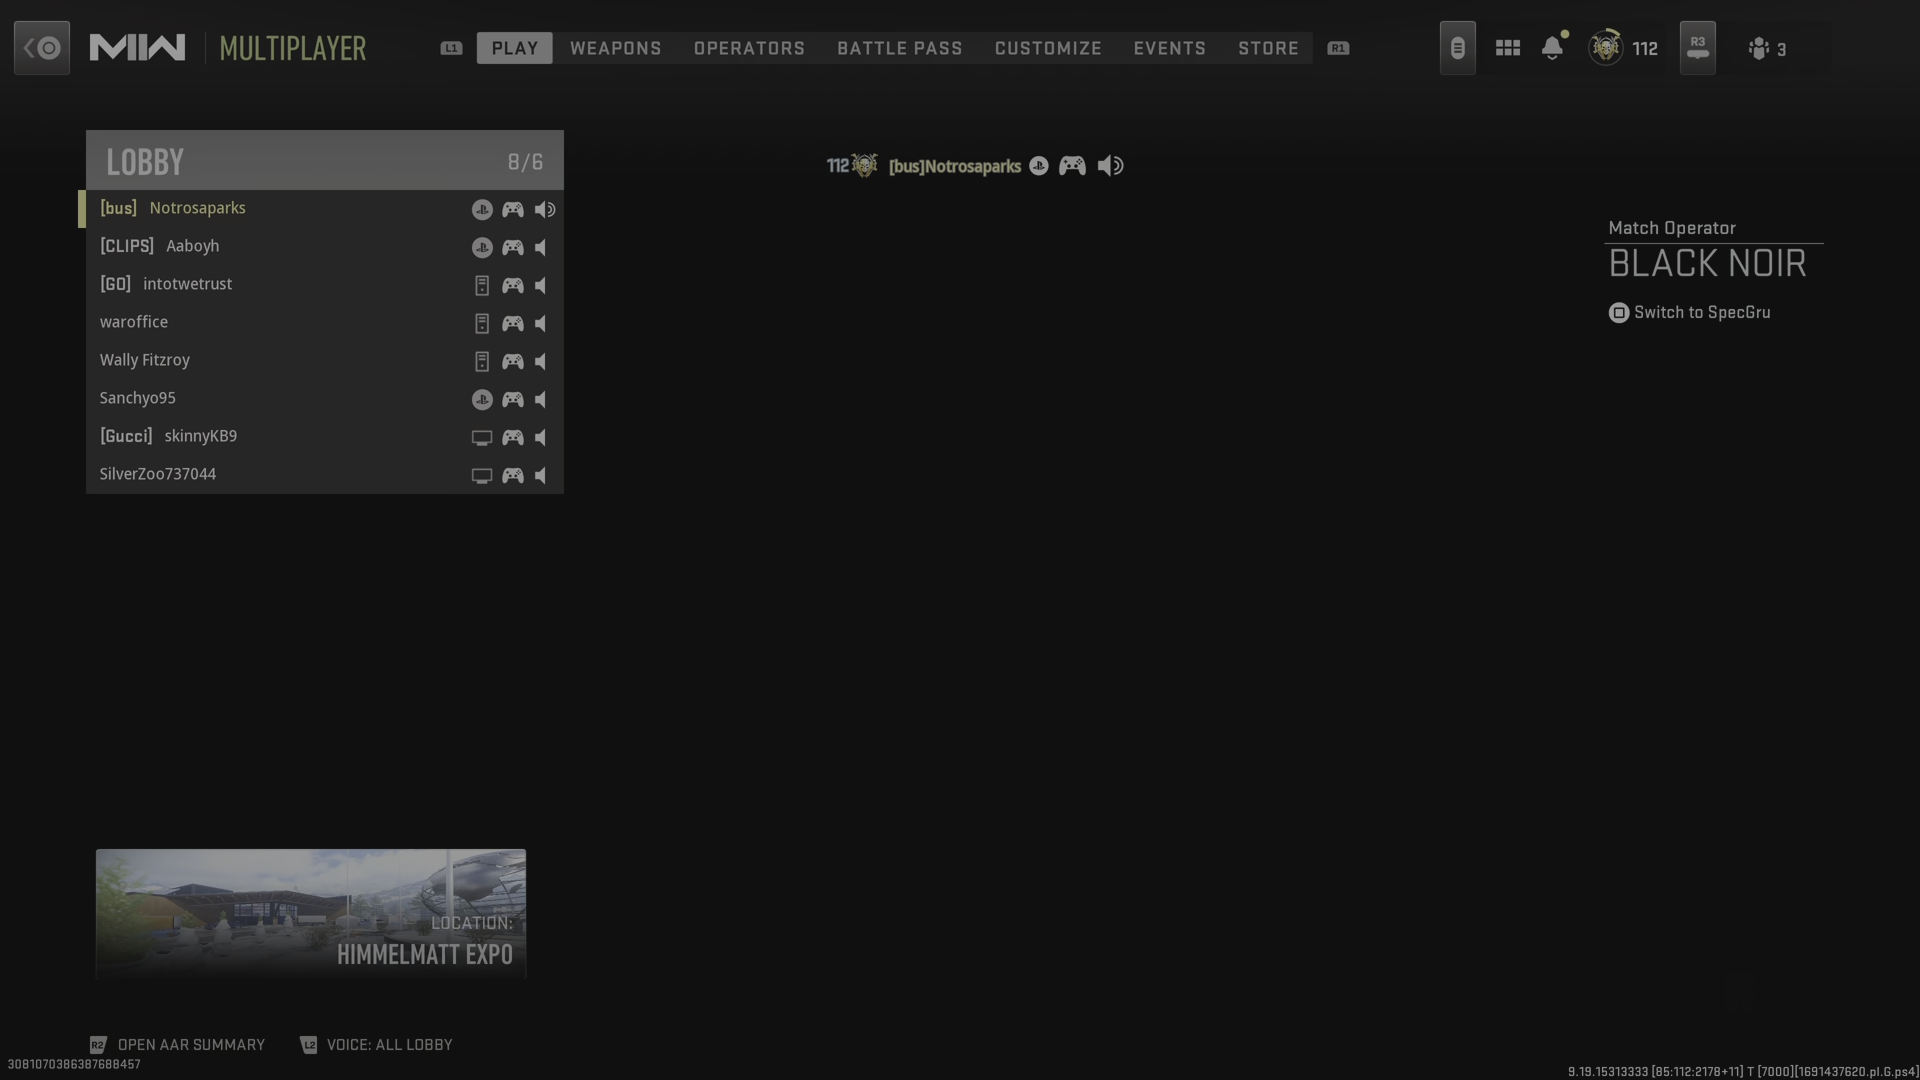 MW MULTIPLAYER L1 PLAY WEAPONS OPERATORS BATTLE PASS CUSTOMIZE EVENTS STORE R1 112 R3 3
LOBBY 8/6
[bus] Notrosaparks
[CLIPS] Aaboyh
[GO] intotwetrust
waroffice
Wally Fitzroy
Sanchyo95
[Gucci] skinnyKB9
SilverZoo737044
112 [bus]Notrosaparks
Match Operator
BLACK NOIR
Switch to SpecGru
LOCATION:
HIMMELMATT EXPO
R2 OPEN AAR SUMMARY L2 VOICE: ALL LOBBY
3081070386387688457
9.19.15313333 [85:112:2178+11] T [7000][1691437620.pl.G.ps4]